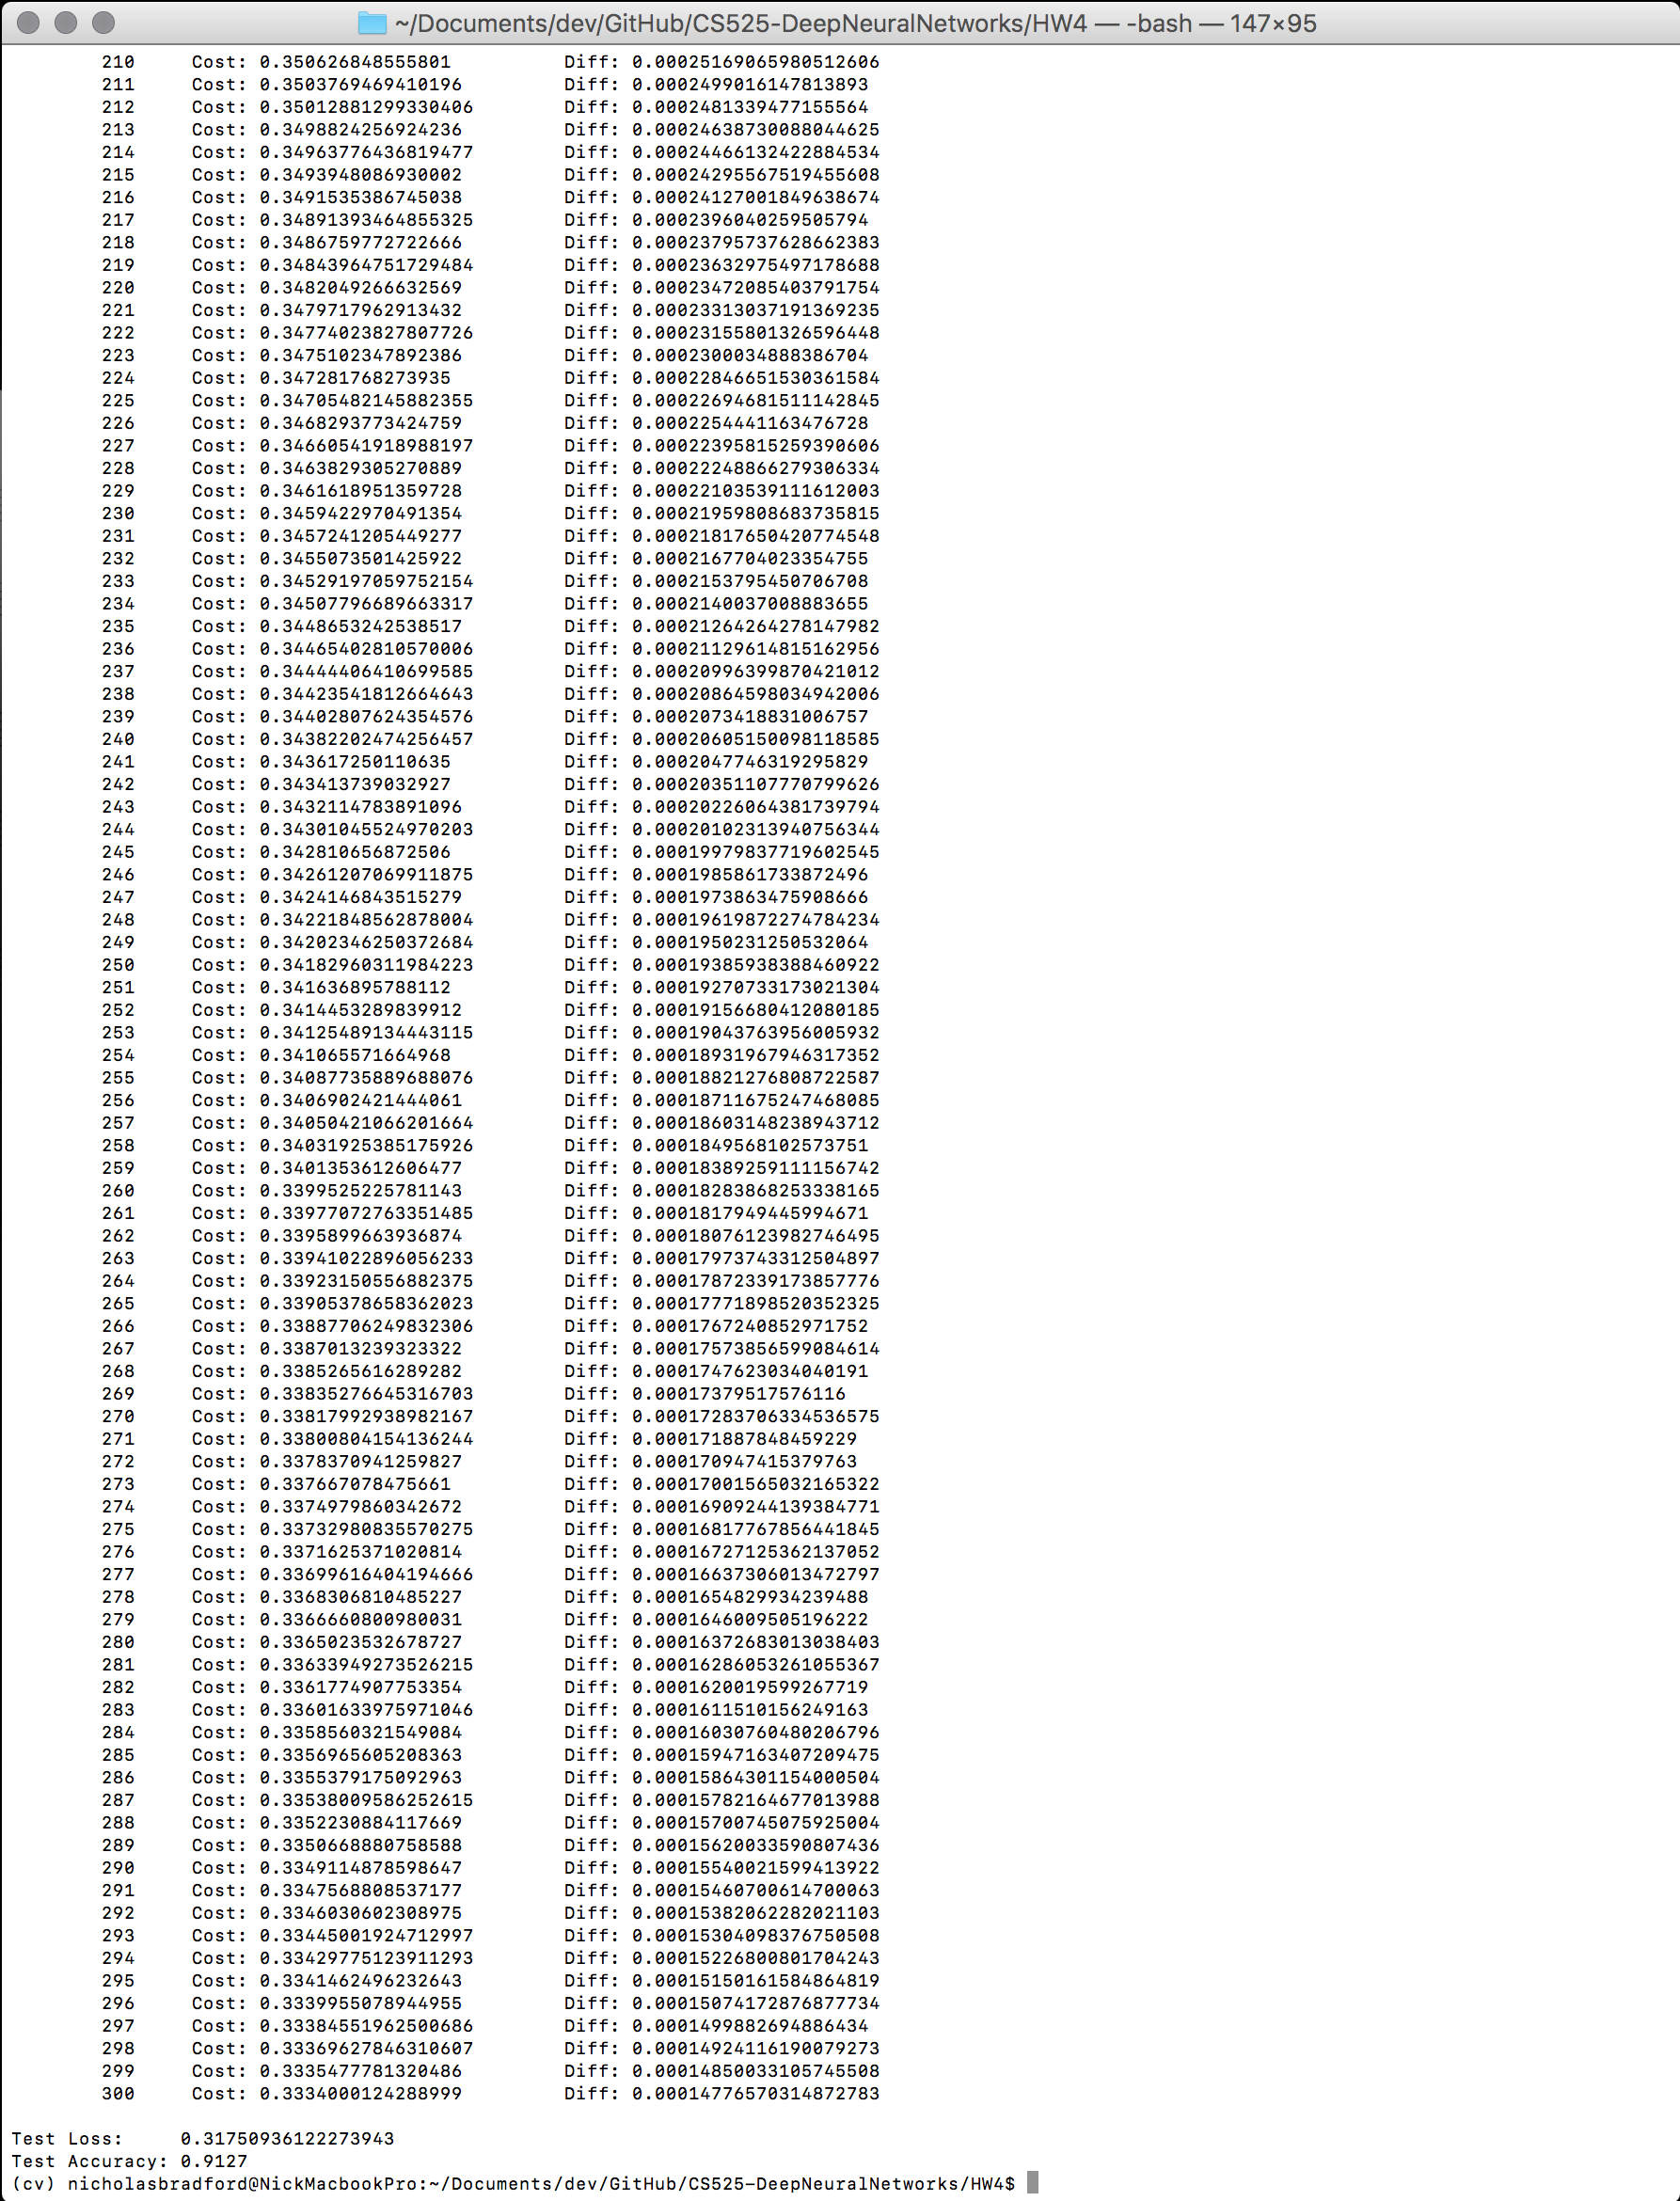 ~/Documents/dev/GitHub/CS525-DeepNeuralNetworks/HW4 — -bash — 147×95
210 Cost: 0.350626848555801 Diff: 0.00025169065980512606
211 Cost: 0.3503769469410196 Diff: 0.0002499016147813893
212 Cost: 0.35012881299330406 Diff: 0.0002481339477155564
213 Cost: 0.3498824256924236 Diff: 0.00024638730088044625
214 Cost: 0.34963776436819477 Diff: 0.00024466132422884534
215 Cost: 0.3493948086930002 Diff: 0.00024295567519455608
216 Cost: 0.3491535386745038 Diff: 0.00024127001849638674
217 Cost: 0.34891393464855325 Diff: 0.0002396040259505794
218 Cost: 0.3486759772722666 Diff: 0.00023795737628662383
219 Cost: 0.34843964751729484 Diff: 0.00023632975497178688
220 Cost: 0.3482049266632569 Diff: 0.00023472085403791754
221 Cost: 0.3479717962913432 Diff: 0.00023313037191369235
222 Cost: 0.34774023827807726 Diff: 0.00023155801326596448
223 Cost: 0.3475102347892386 Diff: 0.0002300034888386704
224 Cost: 0.347281768273935 Diff: 0.00022846651530361584
225 Cost: 0.34705482145882355 Diff: 0.00022694681511142845
226 Cost: 0.3468293773424759 Diff: 0.0002254441163476728
227 Cost: 0.34660541918988197 Diff: 0.00022395815259390606
228 Cost: 0.3463829305270889 Diff: 0.00022248866279306334
229 Cost: 0.3461618951359728 Diff: 0.00022103539111612003
230 Cost: 0.3459422970491354 Diff: 0.00021959808683735815
231 Cost: 0.3457241205449277 Diff: 0.00021817650420774548
232 Cost: 0.3455073501425922 Diff: 0.0002167704023354755
233 Cost: 0.34529197059752154 Diff: 0.0002153795450706708
234 Cost: 0.34507796689663317 Diff: 0.0002140037008883655
235 Cost: 0.3448653242538517 Diff: 0.00021264264278147982
236 Cost: 0.34465402810570006 Diff: 0.00021129614815162956
237 Cost: 0.34444406410699585 Diff: 0.00020996399870421012
238 Cost: 0.34423541812664643 Diff: 0.00020864598034942006
239 Cost: 0.34402807624354576 Diff: 0.0002073418831006757
240 Cost: 0.34382202474256457 Diff: 0.00020605150098118585
241 Cost: 0.343617250110635 Diff: 0.0002047746319295829
242 Cost: 0.343413739032927 Diff: 0.00020351107770799626
243 Cost: 0.3432114783891096 Diff: 0.00020226064381739794
244 Cost: 0.34301045524970203 Diff: 0.00020102313940756344
245 Cost: 0.342810656872506 Diff: 0.00019979837719602545
246 Cost: 0.34261207069911875 Diff: 0.0001985861733872496
247 Cost: 0.3424146843515279 Diff: 0.0001973863475908666
248 Cost: 0.34221848562878004 Diff: 0.00019619872274784234
249 Cost: 0.34202346250372684 Diff: 0.0001950231250532064
250 Cost: 0.34182960311984223 Diff: 0.00019385938388460922
251 Cost: 0.341636895788112 Diff: 0.00019270733173021304
252 Cost: 0.3414453289839912 Diff: 0.00019156680412080185
253 Cost: 0.34125489134443115 Diff: 0.00019043763956005932
254 Cost: 0.341065571664968 Diff: 0.00018931967946317352
255 Cost: 0.34087735889688076 Diff: 0.00018821276808722587
256 Cost: 0.3406902421444061 Diff: 0.00018711675247468085
257 Cost: 0.34050421066201664 Diff: 0.00018603148238943712
258 Cost: 0.34031925385175926 Diff: 0.0001849568102573751
259 Cost: 0.3401353612606477 Diff: 0.00018389259111156742
260 Cost: 0.3399525225781143 Diff: 0.00018283868253338165
261 Cost: 0.33977072763351485 Diff: 0.0001817949445994671
262 Cost: 0.3395899663936874 Diff: 0.00018076123982746495
263 Cost: 0.33941022896056233 Diff: 0.00017973743312504897
264 Cost: 0.33923150556882375 Diff: 0.00017872339173857776
265 Cost: 0.33905378658362023 Diff: 0.00017771898520352325
266 Cost: 0.33887706249832306 Diff: 0.0001767240852971752
267 Cost: 0.3387013239323322 Diff: 0.00017573856599084614
268 Cost: 0.3385265616289282 Diff: 0.0001747623034040191
269 Cost: 0.33835276645316703 Diff: 0.00017379517576116
270 Cost: 0.33817992938982167 Diff: 0.00017283706334536575
271 Cost: 0.33800804154136244 Diff: 0.000171887848459229
272 Cost: 0.3378370941259827 Diff: 0.000170947415379763
273 Cost: 0.337667078475661 Diff: 0.00017001565032165322
274 Cost: 0.3374979860342672 Diff: 0.00016909244139384771
275 Cost: 0.33732980835570275 Diff: 0.00016817767856441845
276 Cost: 0.3371625371020814 Diff: 0.00016727125362137052
277 Cost: 0.33699616404194666 Diff: 0.00016637306013472797
278 Cost: 0.3368306810485227 Diff: 0.0001654829934239488
279 Cost: 0.3366660800980031 Diff: 0.0001646009505196222
280 Cost: 0.3365023532678727 Diff: 0.00016372683013038403
281 Cost: 0.33633949273526215 Diff: 0.00016286053261055367
282 Cost: 0.3361774907753354 Diff: 0.0001620019599267719
283 Cost: 0.33601633975971046 Diff: 0.0001611510156249163
284 Cost: 0.3358560321549084 Diff: 0.00016030760480206796
285 Cost: 0.3356965605208363 Diff: 0.00015947163407209475
286 Cost: 0.3355379175092963 Diff: 0.00015864301154000504
287 Cost: 0.33538009586252615 Diff: 0.00015782164677013988
288 Cost: 0.3352230884117669 Diff: 0.00015700745075925004
289 Cost: 0.3350668880758588 Diff: 0.00015620033590807436
290 Cost: 0.3349114878598647 Diff: 0.00015540021599413922
291 Cost: 0.3347568808537177 Diff: 0.00015460700614700063
292 Cost: 0.3346030602308975 Diff: 0.00015382062282021103
293 Cost: 0.33445001924712997 Diff: 0.00015304098376750508
294 Cost: 0.33429775123911293 Diff: 0.00015226800801704243
295 Cost: 0.3341462496232643 Diff: 0.00015150161584864819
296 Cost: 0.3339955078944955 Diff: 0.00015074172876877734
297 Cost: 0.33384551962500686 Diff: 0.0001499882694886434
298 Cost: 0.33369627846310607 Diff: 0.00014924116190079273
299 Cost: 0.3335477781320486 Diff: 0.00014850033105745508
300 Cost: 0.3334000124288999 Diff: 0.00014776570314872783
Test Loss: 0.31750936122273943
Test Accuracy: 0.9127
(cv) nicholasbradford@NickMacbookPro:~/Documents/dev/GitHub/CS525-DeepNeuralNetworks/HW4$